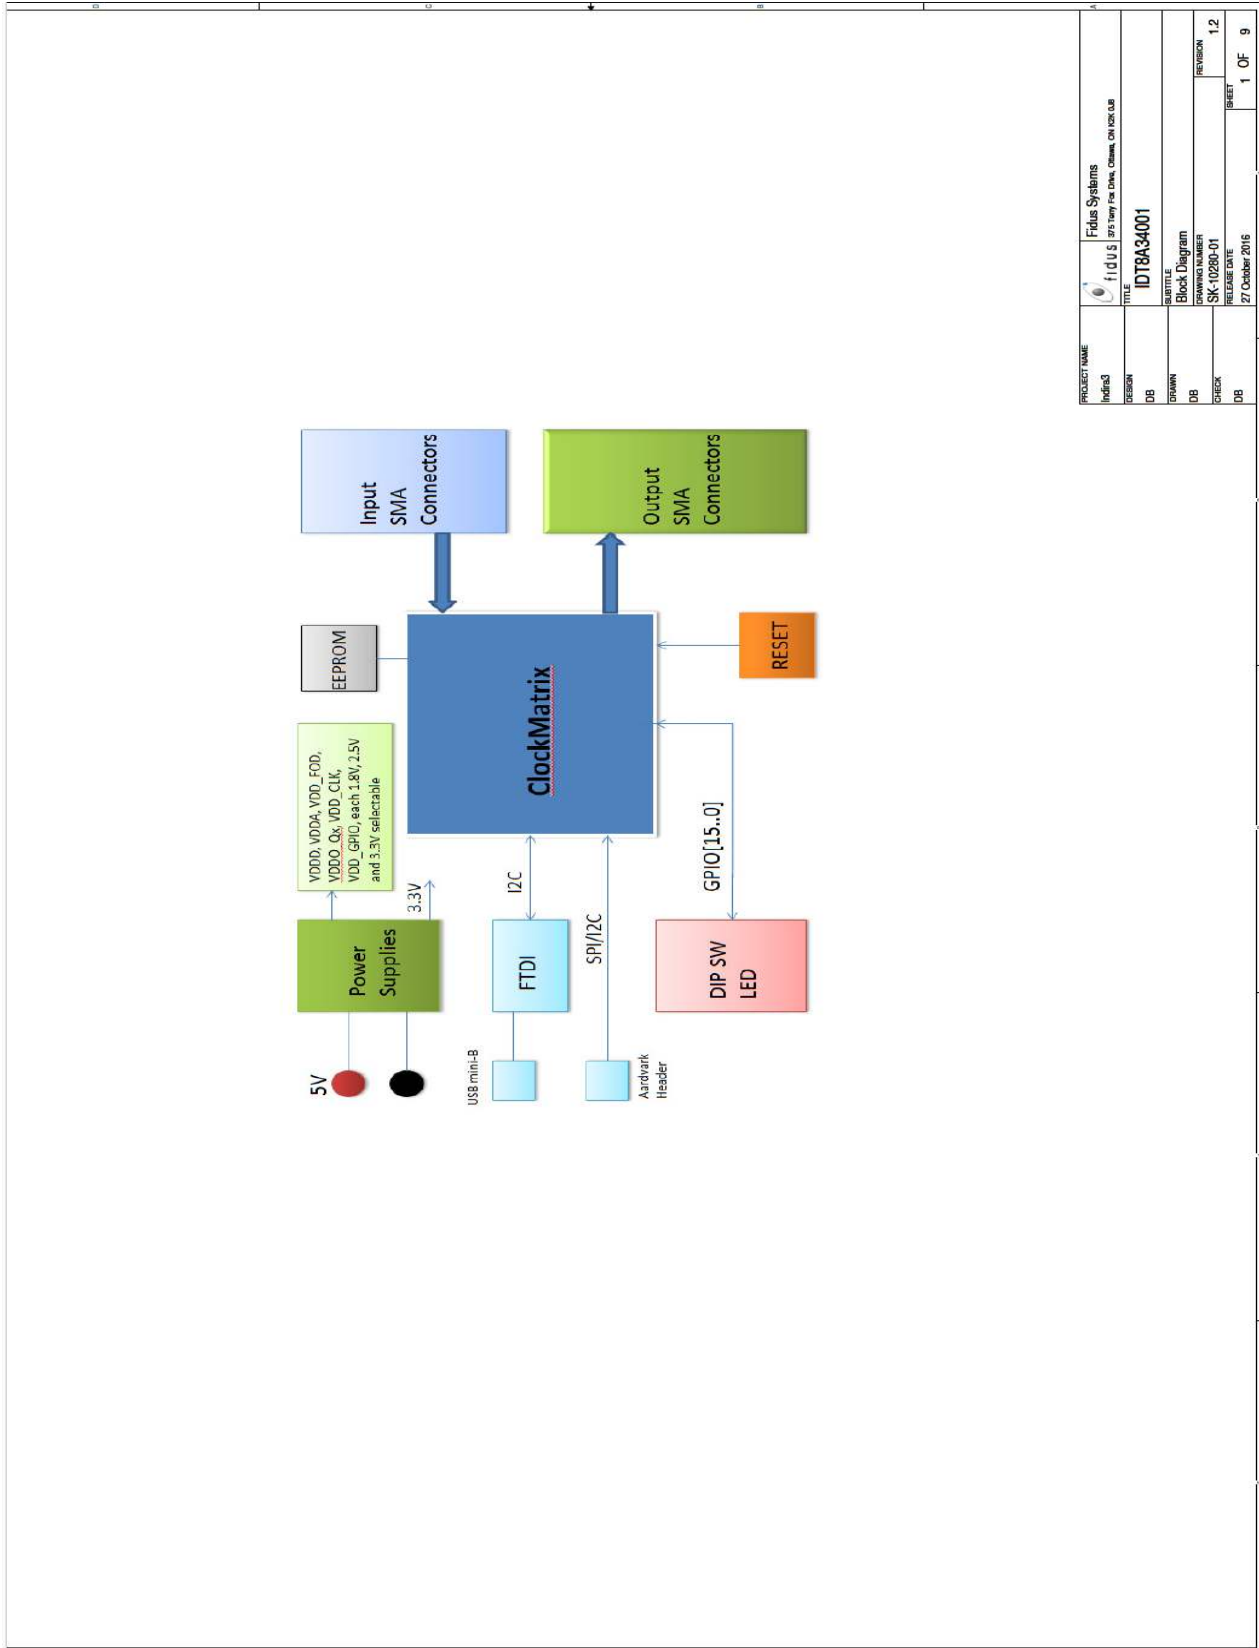 D
C
B
A
5V
Power
Supplies
3.3V
VDDD, VDDA, VDD_FOD,
VDDO_Qx, VDD_CLK,
VDD_GPIO, each 1.8V, 2.5V
and 3.3V selectable
EEPROM
Input
SMA
Connectors
USB mini-B
FTDI
I2C
ClockMatrix
SPI/I2C
Aardvark
Header
Output
SMA
Connectors
DIP SW
LED
GPIO[15..0]
RESET
PROJECT NAME
Indira3
fidus
Fidus Systems
375 Terry Fox Drive, Ottawa, ON K2K 0J8
DESIGN
DB
TITLE
IDT8A34001
DRAWN
DB
SUBTITLE
Block Diagram
CHECK
DB
DRAWING NUMBER
SK-10280-01
REVISION
1.2
RELEASE DATE
27 October 2016
SHEET
1 OF 9